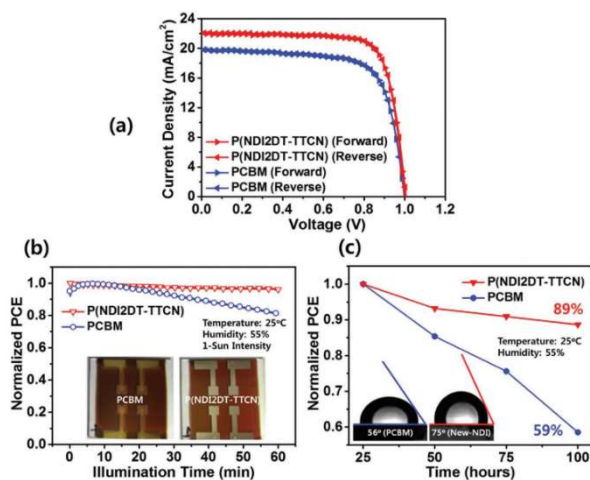 (a)
Current Density (mA/cm²)
24
20
16
12
8
4
0
P(NDI2DT-TTCN) (Forward)
P(NDI2DT-TTCN) (Reverse)
PCBM (Forward)
PCBM (Reverse)
0.0 0.2 0.4 0.6 0.8 1.0 1.2
Voltage (V)
(b)
Normalized PCE
1.0
0.8
0.6
0.4
0.2
0.0
P(NDI2DT-TTCN)
PCBM
Temperature: 25ºC
Humidity: 55%
1-Sun Intensity
PCBM
P(NDI2DT-TTCN)
0 10 20 30 40 50 60
Illumination Time (min)
(c)
Normalized PCE
1.0
0.9
0.8
0.7
0.6
P(NDI2DT-TTCN)
PCBM
89%
Temperature: 25ºC
Humidity: 55%
59%
56º (PCBM)
75º (New-NDI)
25 50 75 100
Time (hours)